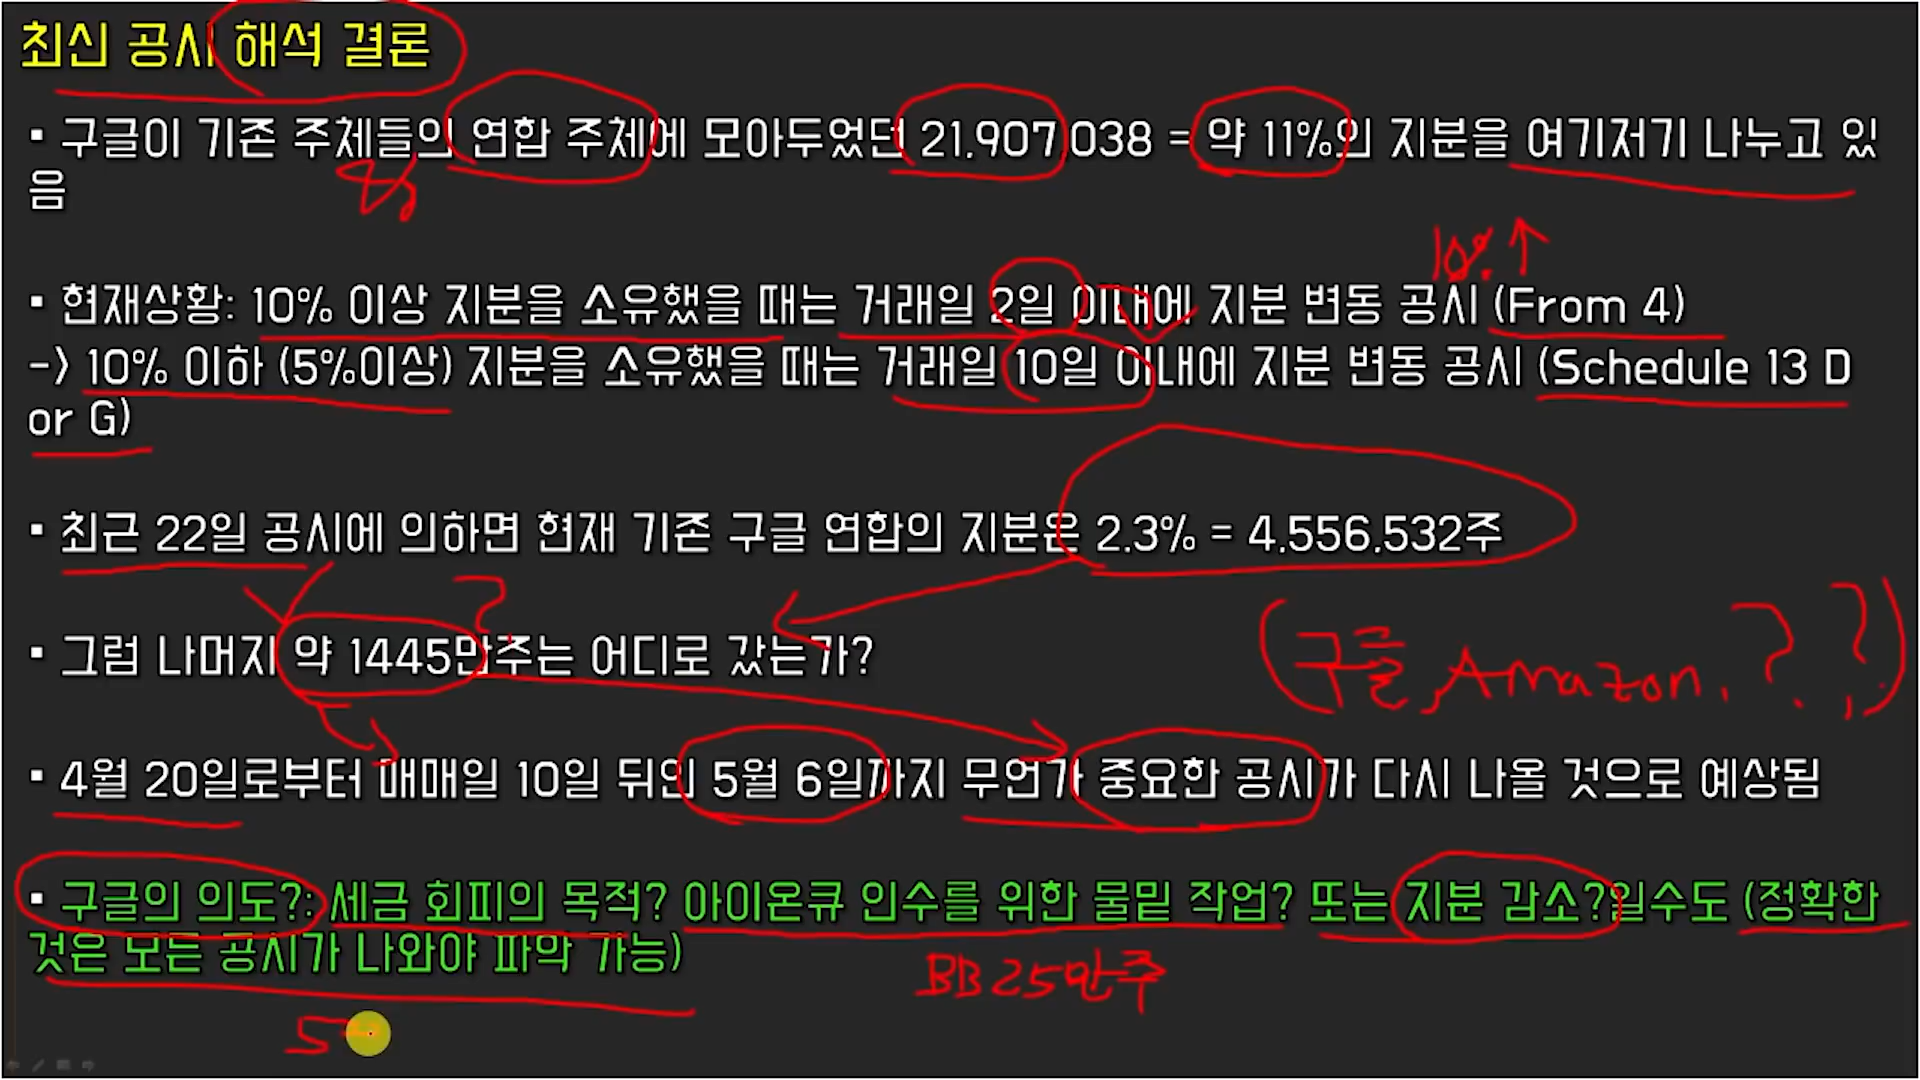 최신 공시 해석 결론
▪ 구글이 기존 주체들의 연합 주체에 모아두었던 21.907.038 = 약 11%의 지분을 여기저기 나누고 있
음
10%↑
▪ 현재상황: 10% 이상 지분을 소유했을 때는 거래일 2일 이내에 지분 변동 공시 (From 4)
-> 10% 이하 (5%이상) 지분을 소유했을 때는 거래일 10일 이내에 지분 변동 공시 (Schedule 13 D
or G)
▪ 최근 22일 공시에 의하면 현재 기존 구글 연합의 지분은 2.3% = 4.556.532주
?
▪ 그럼 나머지 약 1445만주는 어디로 갔는가?
(구글, Amazon, ? ?)
▪ 4월 20일로부터 매매일 10일 뒤인 5월 6일까지 무언가 중요한 공시가 다시 나올 것으로 예상됨
▪ 구글의 의도?: 세금 회피의 목적? 아이온큐 인수를 위한 물밑 작업? 또는 지분 감소?일수도 (정확한
것은 모든 공시가 나와야 파악 가능)
BB 25만주